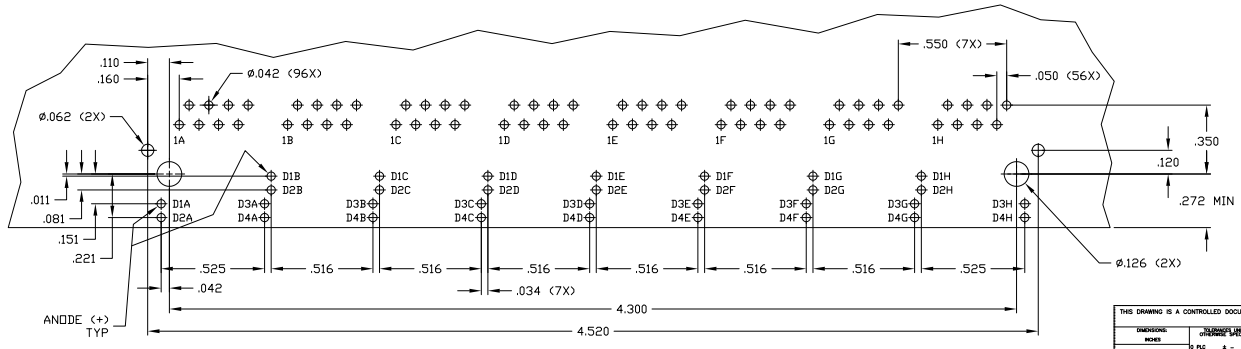 .550 (7X)
.110
.160
Ø.042 (96X)
.050 (56X)
Ø.062 (2X)
1A 1B 1C 1D 1E 1F 1G 1H
.350
.120
D1B D1C D1D D1E D1F D1G D1H
.011
D2B D2C D2D D2E D2F D2G D2H
.081
D1A D3A D3B D3C D3D D3E D3F D3G D3H
.272 MIN
D2A D4A D4B D4C D4D D4E D4F D4G D4H
.151
.221
.525 .516 .516 .516 .516 .516 .516 .525
Ø.126 (2X)
.042
.034 (7X)
4.300
ANODE (+)
TYP
4.520
THIS DRAWING IS A CONTROLLED DOCU
DIMENSIONS:
INCHES